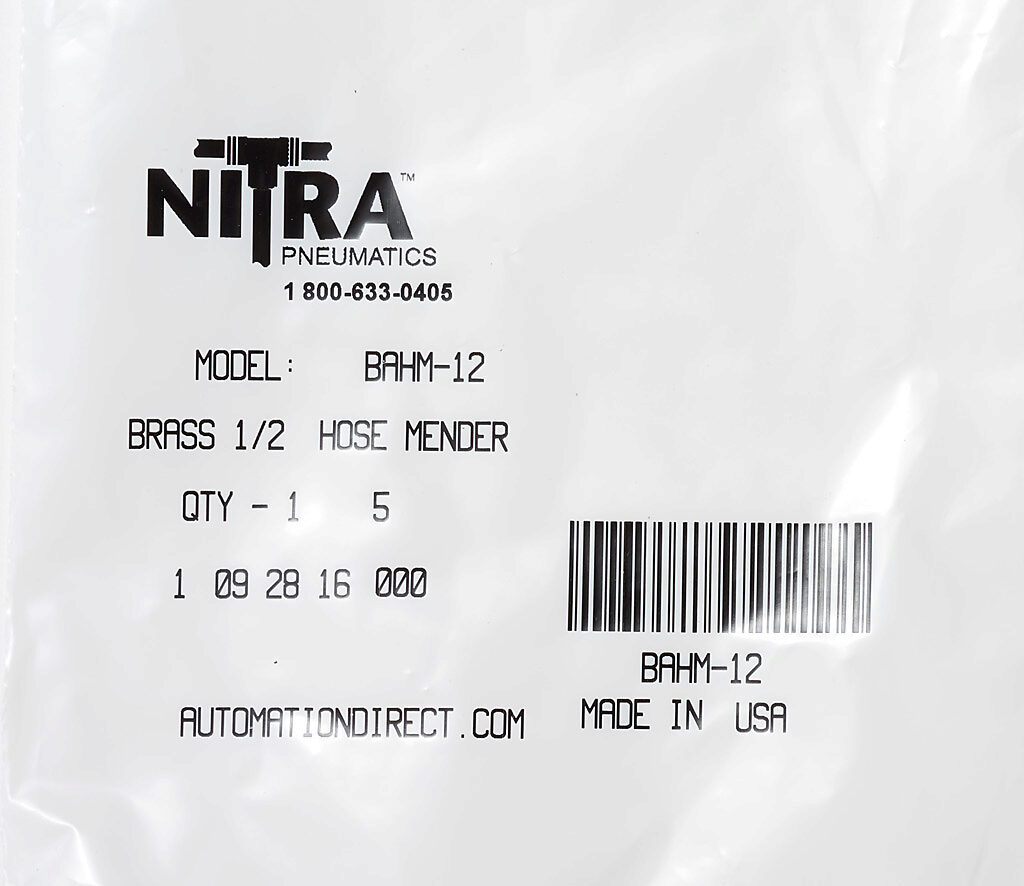 NITRA™
PNEUMATICS
1 800-633-0405
MODEL: BAHM-12
BRASS 1/2 HOSE MENDER
QTY - 1 5
1 09 28 16 000
BAHM-12
MADE IN USA
AUTOMATIONDIRECT.COM